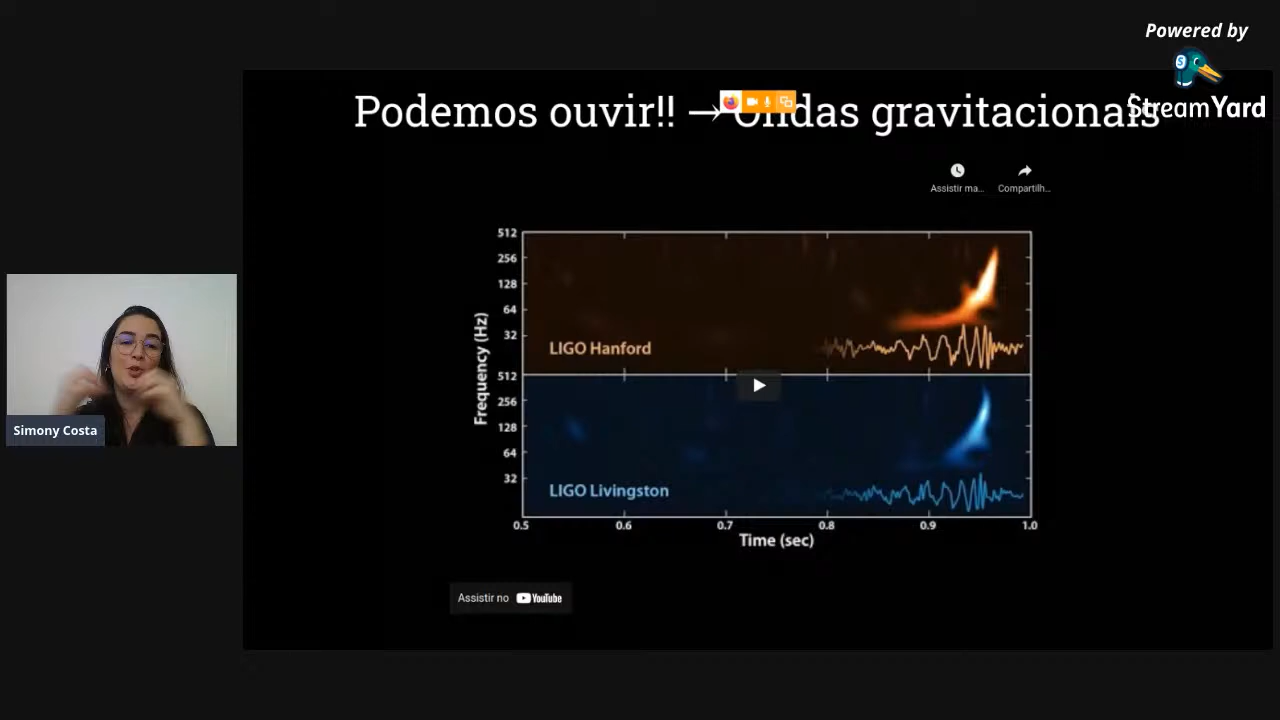 Powered by
StreamYard
Podemos ouvir!! → Ondas gravitacionais
Assistir ma...
Compartilh...
512
256
128
64
32
LIGO Hanford
512
256
128
64
32
LIGO Livingston
Frequency (Hz)
0.5 0.6 0.7 0.8 0.9 1.0
Time (sec)
Simony Costa
Assistir no YouTube